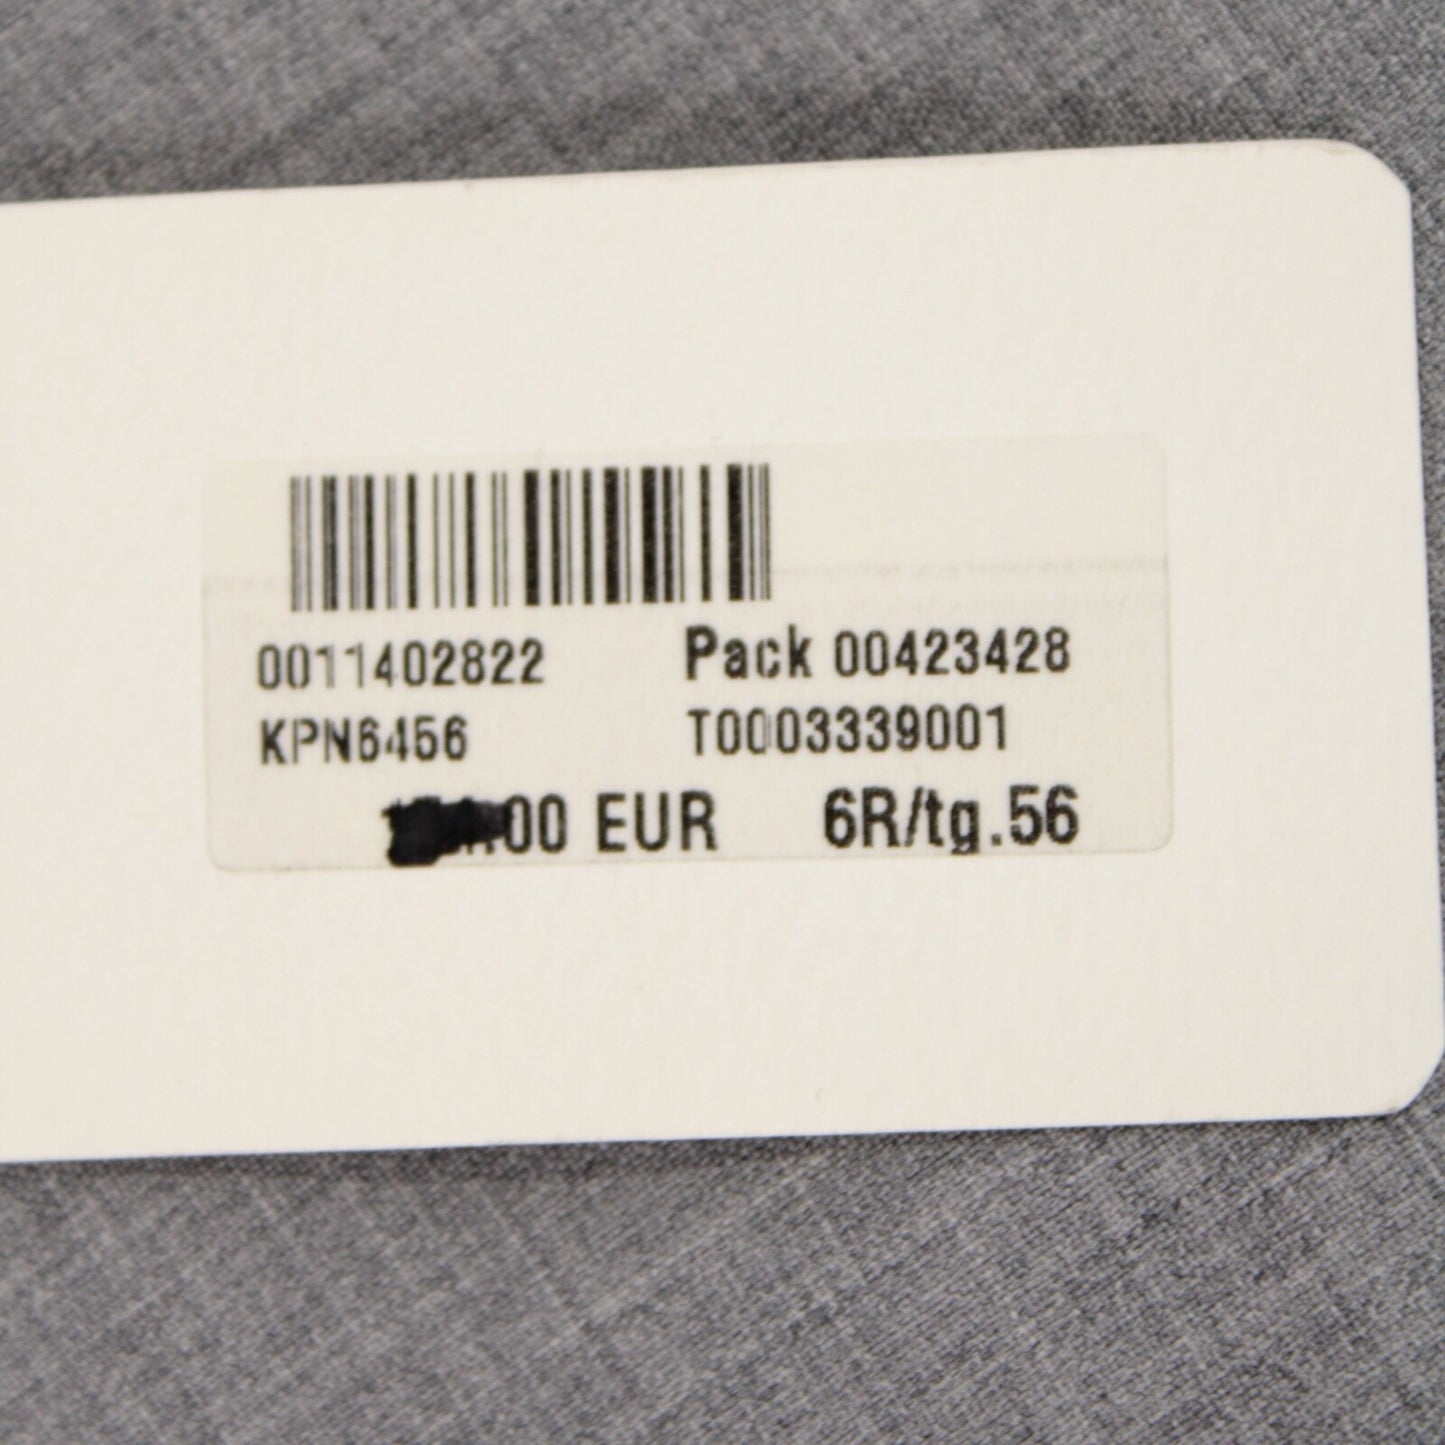 0011402822 Pack 00423428
KPN6456 T0003339001
.00 EUR 6R/tg.56